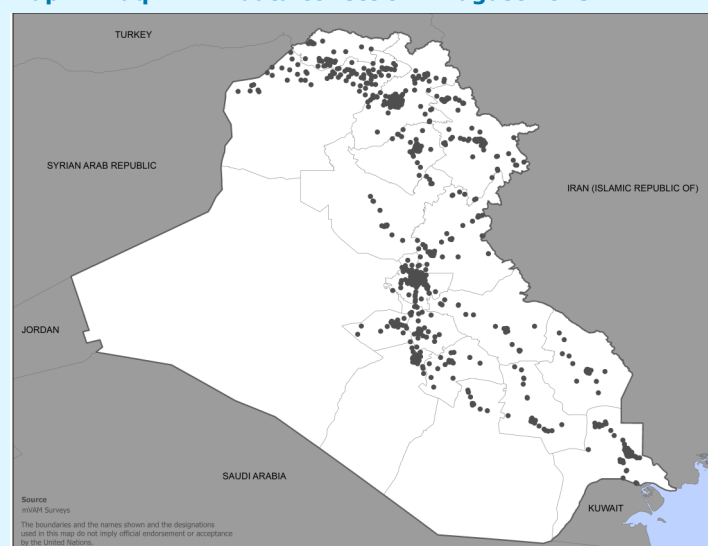 TURKEY
SYRIAN ARAB REPUBLIC
IRAN (ISLAMIC REPUBLIC OF)
JORDAN
SAUDI ARABIA
KUWAIT
Source
mVAM Surveys
The boundaries and the names shown and the designations
used in this map do not imply official endorsement or acceptance
by the United Nations.